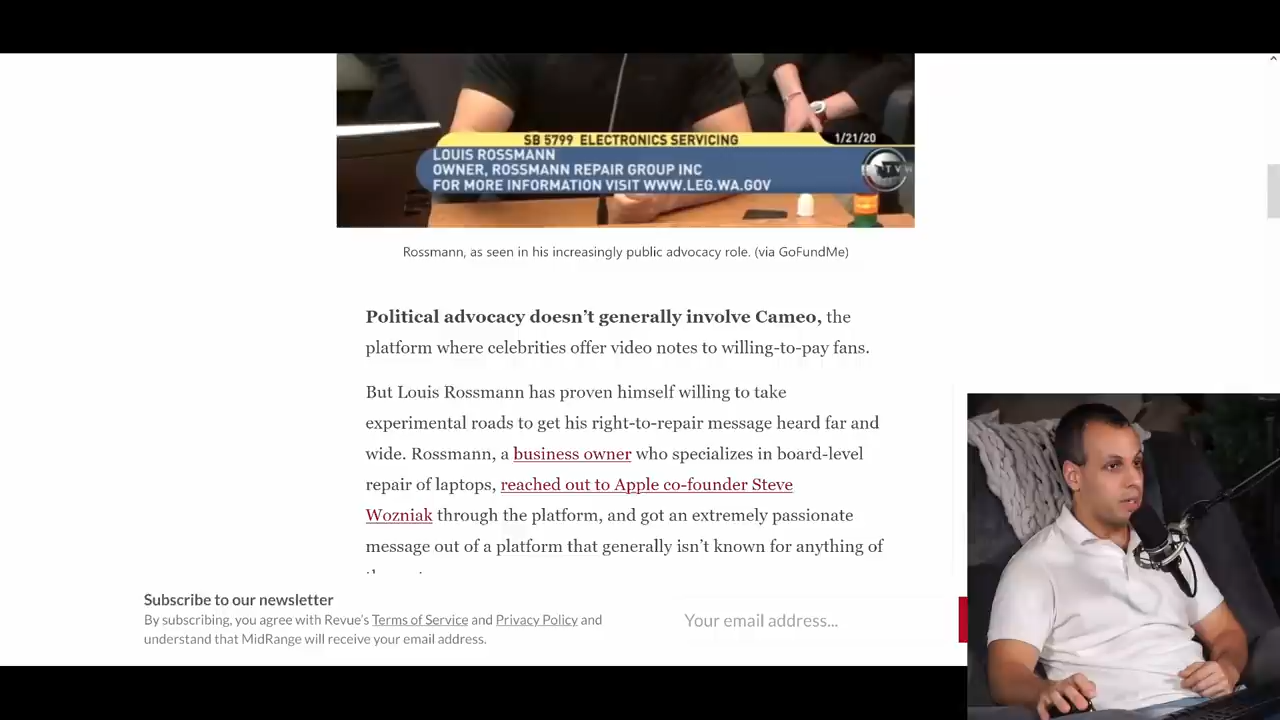 SB 5799 ELECTRONICS SERVICING
1/21/20
LOUIS ROSSMANN
OWNER, ROSSMANN REPAIR GROUP INC
FOR MORE INFORMATION VISIT WWW.LEG.WA.GOV
TVW
Rossmann, as seen in his increasingly public advocacy role. (via GoFundMe)
Political advocacy doesn’t generally involve Cameo, the
platform where celebrities offer video notes to willing-to-pay fans.
But Louis Rossmann has proven himself willing to take
experimental roads to get his right-to-repair message heard far and
wide. Rossmann, a business owner who specializes in board-level
repair of laptops, reached out to Apple co-founder Steve
Wozniak through the platform, and got an extremely passionate
message out of a platform that generally isn’t known for anything of
Subscribe to our newsletter
By subscribing, you agree with Revue’s Terms of Service and Privacy Policy and
understand that MidRange will receive your email address.
Your email address...